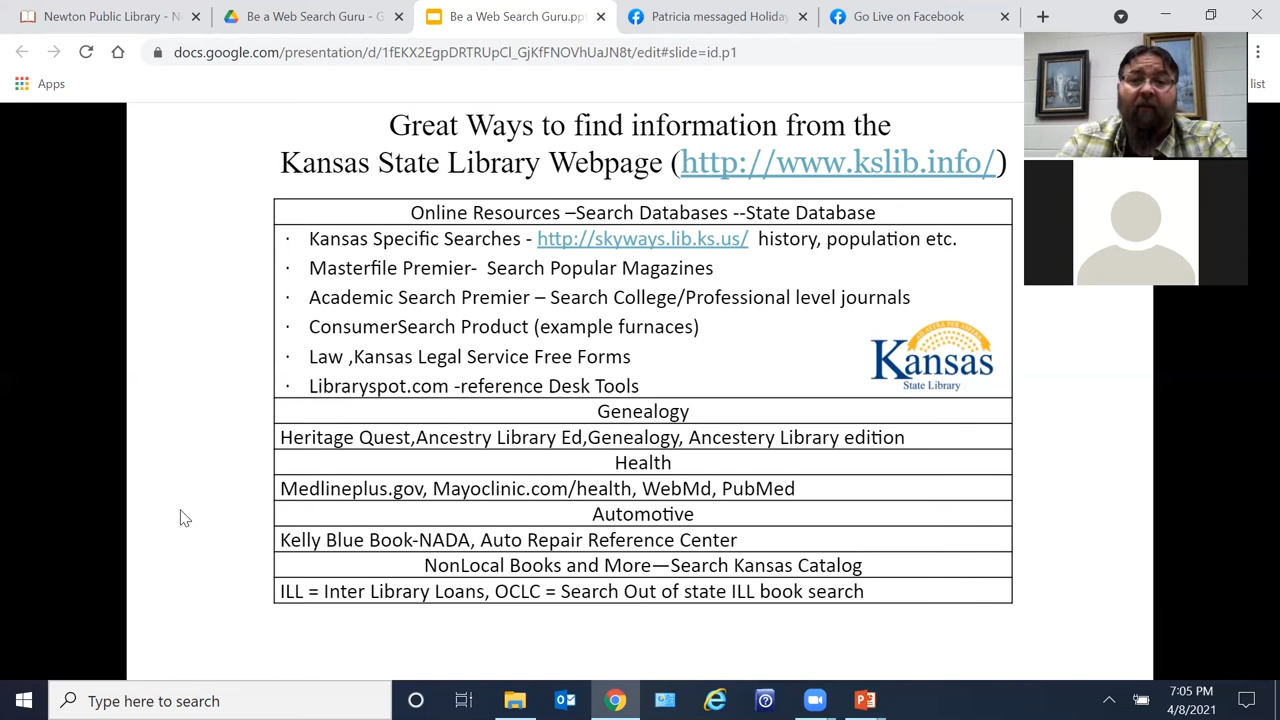 Newton Public Library - N
Be a Web Search Guru - G
Be a Web Search Guru.ppt
Patricia messaged Holiday
Go Live on Facebook
docs.google.com/presentation/d/1fEKX2EgpDRTRUpCl_GjKfFNOVhUaJN8t/edit#slide=id.p1
Apps
list
Great Ways to find information from the
Kansas State Library Webpage (http://www.kslib.info/)
Online Resources –Search Databases --State Database
· Kansas Specific Searches - http://skyways.lib.ks.us/ history, population etc.
· Masterfile Premier- Search Popular Magazines
· Academic Search Premier – Search College/Professional level journals
· ConsumerSearch Product (example furnaces)
· Law ,Kansas Legal Service Free Forms
· Libraryspot.com -reference Desk Tools
Kansas
State Library
Genealogy
Heritage Quest,Ancestry Library Ed,Genealogy, Ancestery Library edition
Health
Medlineplus.gov, Mayoclinic.com/health, WebMd, PubMed
Automotive
Kelly Blue Book-NADA, Auto Repair Reference Center
NonLocal Books and More—Search Kansas Catalog
ILL = Inter Library Loans, OCLC = Search Out of state ILL book search
Type here to search
7:05 PM
4/8/2021